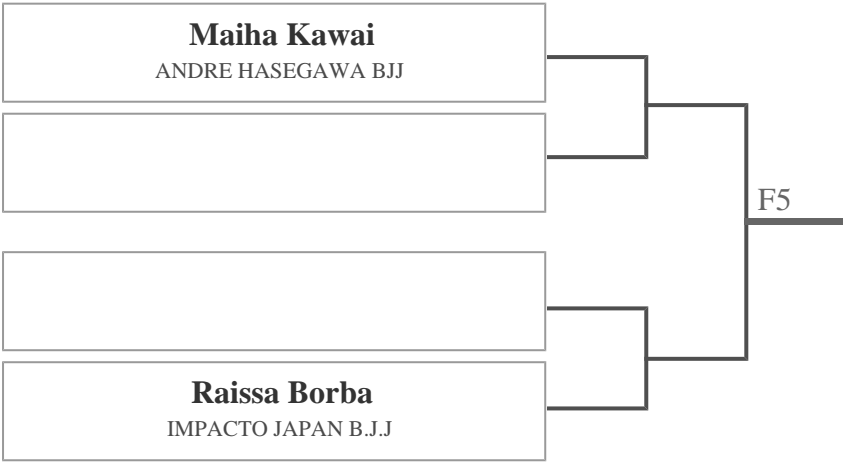 Maiha Kawai
ANDRE HASEGAWA BJJ
F5
Raissa Borba
IMPACTO JAPAN B.J.J